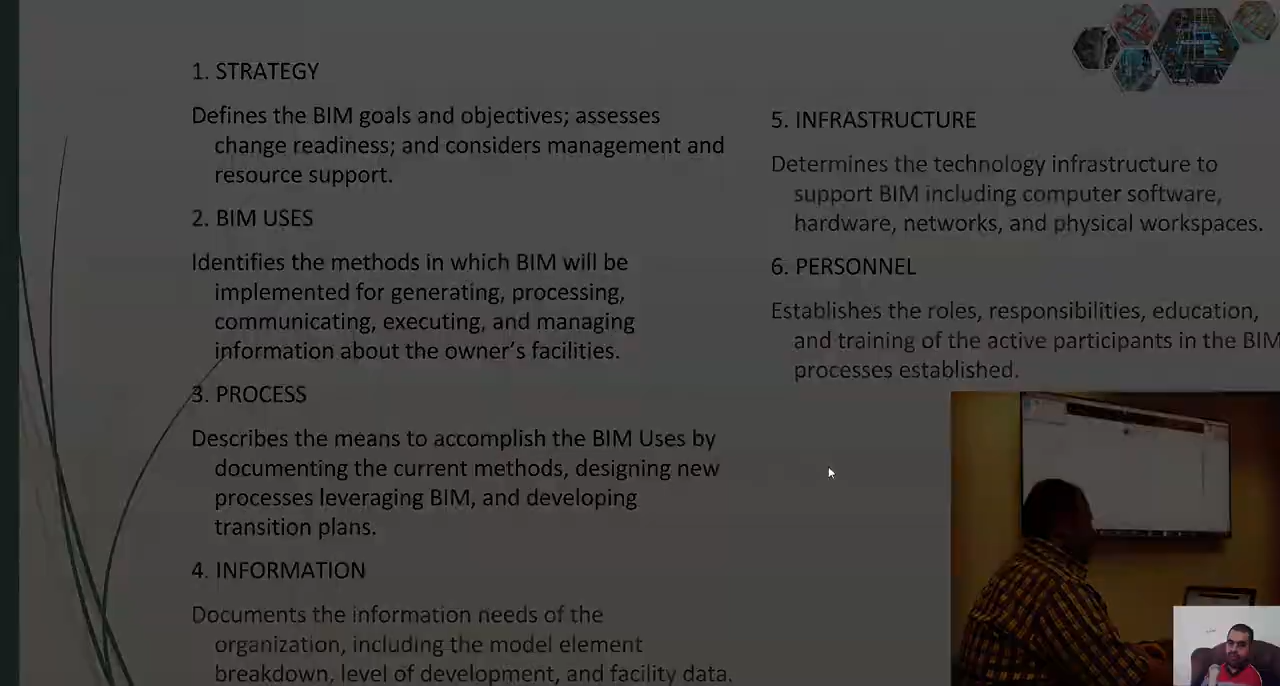 1. STRATEGY
Defines the BIM goals and objectives; assesses
change readiness; and considers management and
resource support.
2. BIM USES
Identifies the methods in which BIM will be
implemented for generating, processing,
communicating, executing, and managing
information about the owner's facilities.
3. PROCESS
Describes the means to accomplish the BIM Uses by
documenting the current methods, designing new
processes leveraging BIM, and developing
transition plans.
4. INFORMATION
Documents the information needs of the
organization, including the model element
breakdown, level of development, and facility data.
5. INFRASTRUCTURE
Determines the technology infrastructure to
support BIM including computer software,
hardware, networks, and physical workspaces.
6. PERSONNEL
Establishes the roles, responsibilities, education,
and training of the active participants in the BIM
processes established.